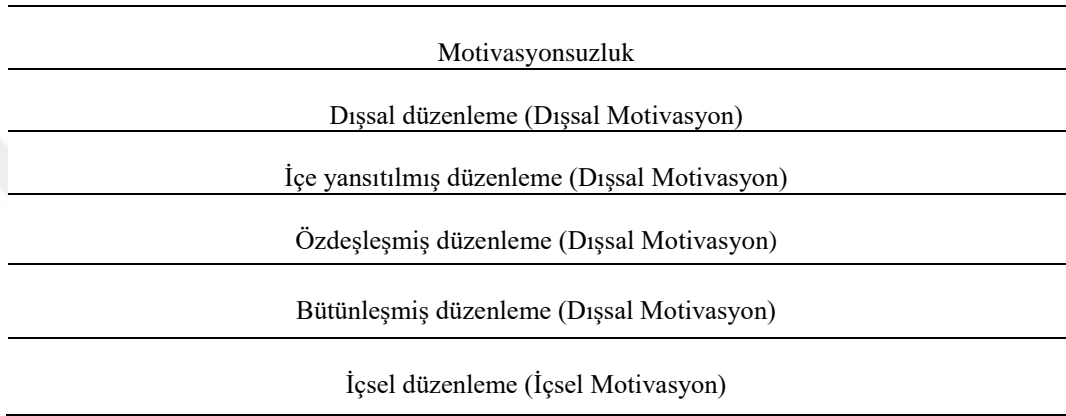 Motivasyonsuzluk
Dışsal düzenleme (Dışsal Motivasyon)
İçe yansıtılmış düzenleme (Dışsal Motivasyon)
Özdeşleşmiş düzenleme (Dışsal Motivasyon)
Bütünleşmiş düzenleme (Dışsal Motivasyon)
İçsel düzenleme (İçsel Motivasyon)